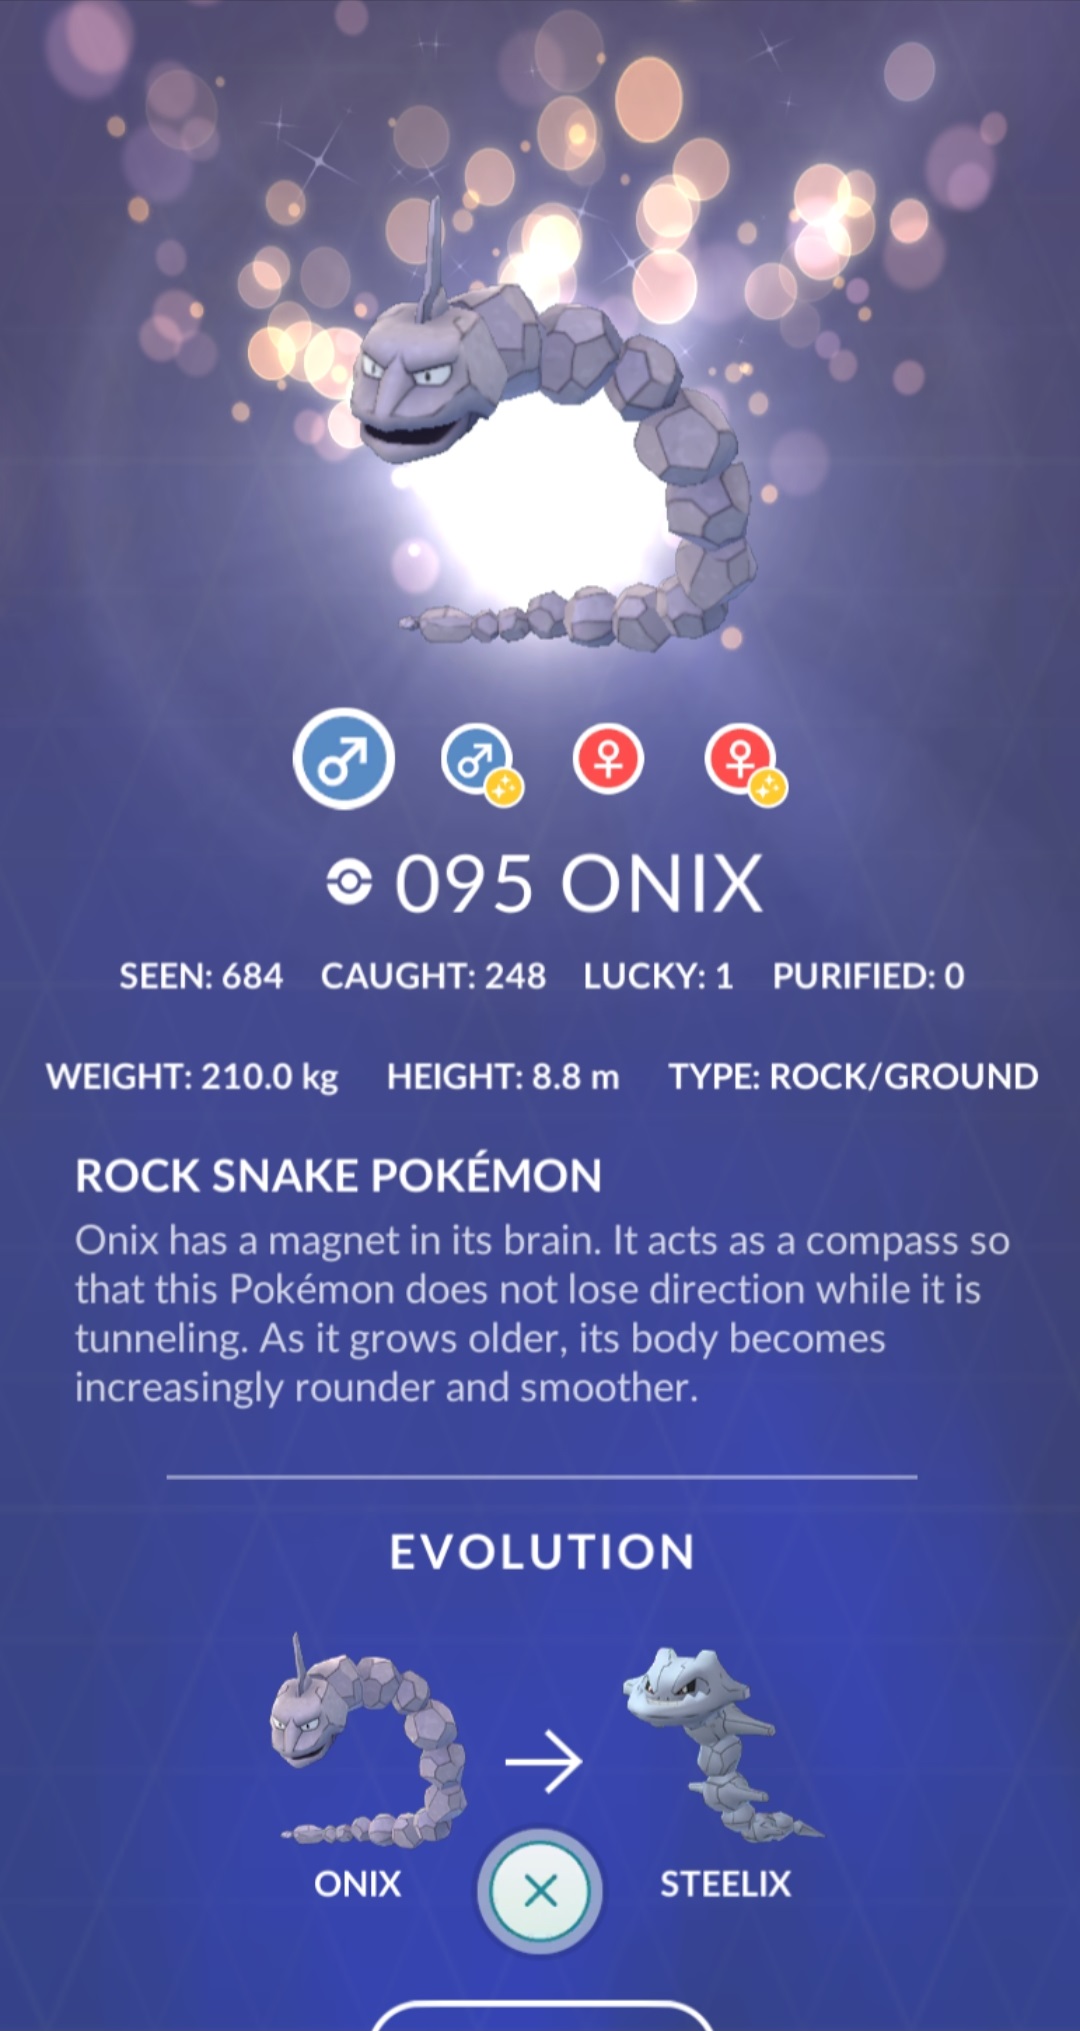 095 ONIX
SEEN: 684 CAUGHT: 248 LUCKY: 1 PURIFIED: 0
WEIGHT: 210.0 kg HEIGHT: 8.8 m TYPE: ROCK/GROUND
ROCK SNAKE POKÉMON
Onix has a magnet in its brain. It acts as a compass so
that this Pokémon does not lose direction while it is
tunneling. As it grows older, its body becomes
increasingly rounder and smoother.
EVOLUTION
ONIX STEELIX